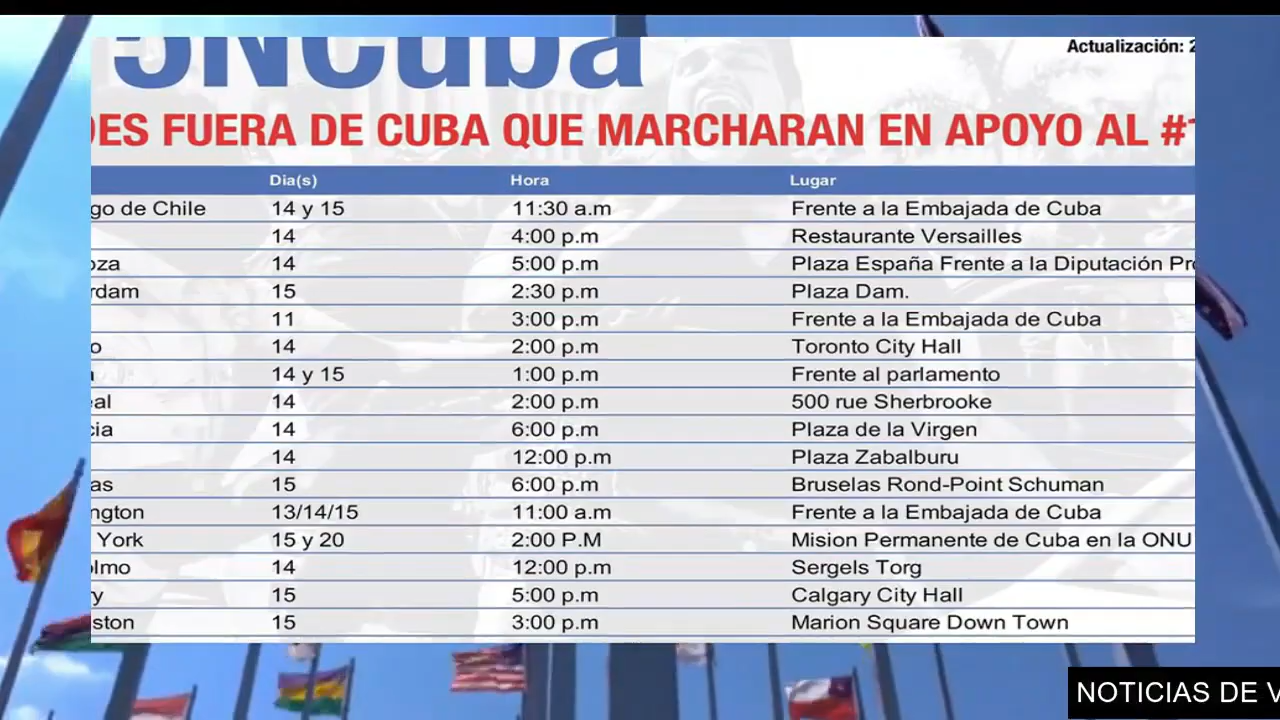 5NCuba
Actualización: 2
DES FUERA DE CUBA QUE MARCHARAN EN APOYO AL #1
Dia(s) Hora Lugar
go de Chile 14 y 15 11:30 a.m Frente a la Embajada de Cuba
14 4:00 p.m Restaurante Versailles
oza 14 5:00 p.m Plaza España Frente a la Diputación Pro
rdam 15 2:30 p.m Plaza Dam.
11 3:00 p.m Frente a la Embajada de Cuba
o 14 2:00 p.m Toronto City Hall
14 y 15 1:00 p.m Frente al parlamento
eal 14 2:00 p.m 500 rue Sherbrooke
cia 14 6:00 p.m Plaza de la Virgen
14 12:00 p.m Plaza Zabalburu
as 15 6:00 p.m Bruselas Rond-Point Schuman
ngton 13/14/15 11:00 a.m Frente a la Embajada de Cuba
York 15 y 20 2:00 P.M Mision Permanente de Cuba en la ONU
olmo 14 12:00 p.m Sergels Torg
y 15 5:00 p.m Calgary City Hall
ston 15 3:00 p.m Marion Square Down Town
NOTICIAS DE V